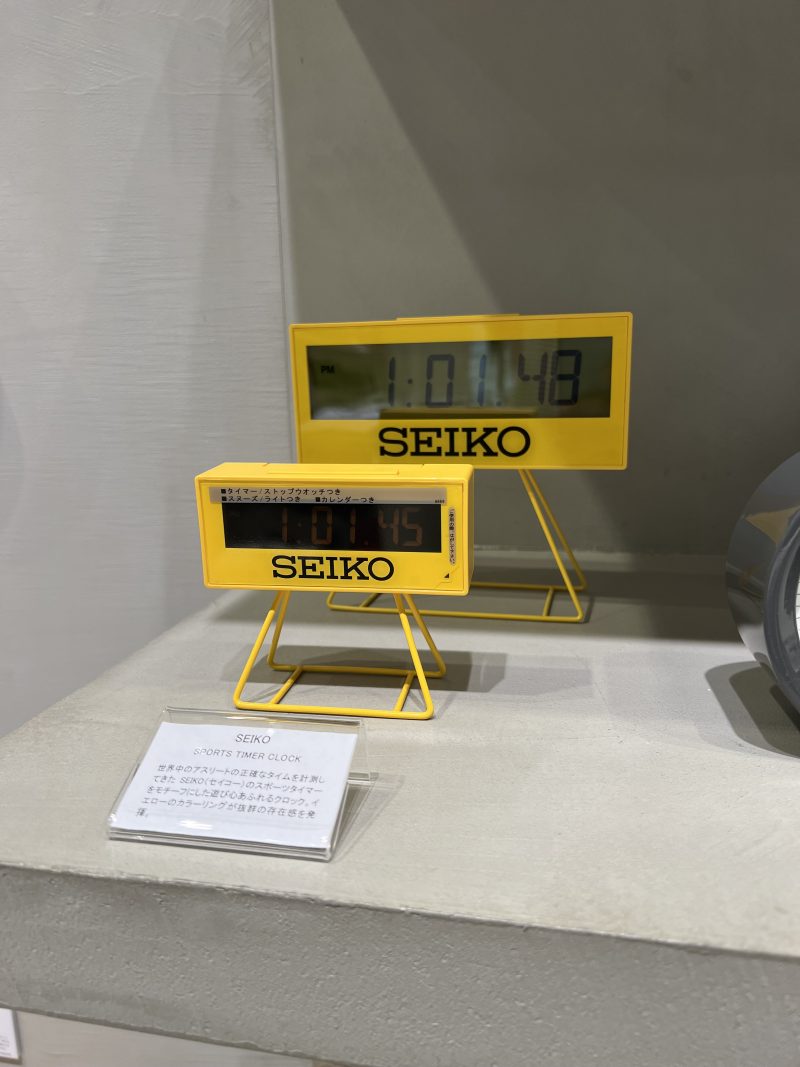 PM 1:01.48
SEIKO
■タイマー/ストップウオッチつき
■スヌーズ/ライトつき ■カレンダーつき
1:01.45
SEIKO
SEIKO
SPORTS TIMER CLOCK
世界中のアスリートの正確なタイムを計測し
てきた SEIKO(セイコー)のスポーツタイマー
をモチーフにした遊び心あふれるクロック。イ
エローのカラーリングが抜群の存在感を発
揮。